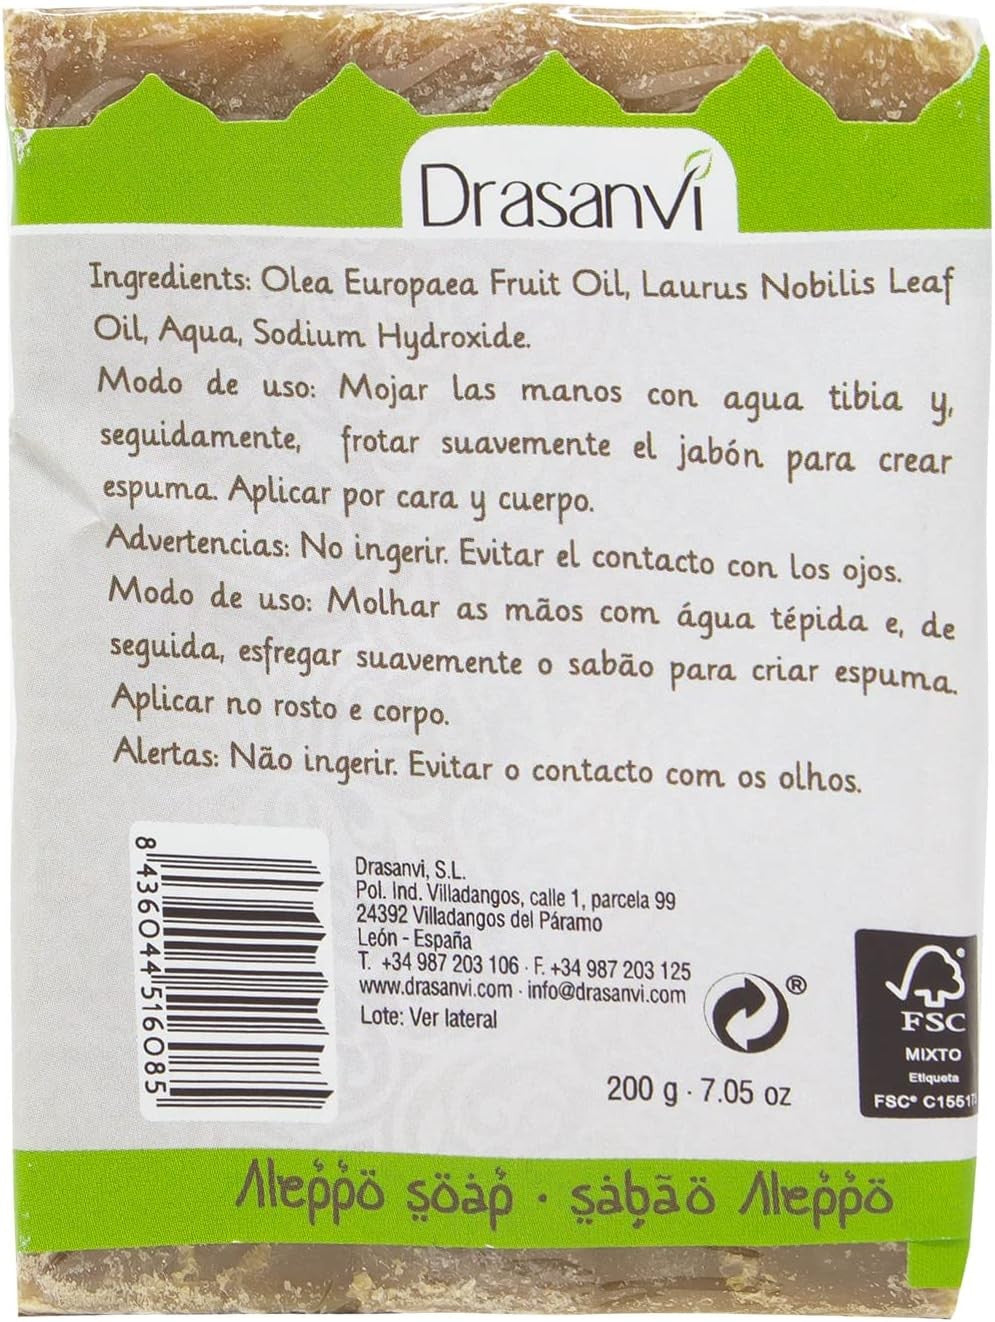 Drasanvi
Ingredients: Olea Europaea Fruit Oil, Laurus Nobilis Leaf
Oil, Aqua, Sodium Hydroxide.
Modo de uso: Mojar las manos con agua tibia y,
seguidamente, frotar suavemente el jabón para crear
espuma. Aplicar por cara y cuerpo.
Advertencias: No ingerir. Evitar el contacto con los ojos.
Modo de uso: Molhar as mãos com água tépida e, de
seguida, esfregar suavemente o sabão para criar espuma.
Aplicar no rosto e corpo.
Alertas: Não ingerir. Evitar o contacto com os olhos.
8 436044 516085
Drasanvi, S.L.
Pol. Ind. Villadangos, calle 1, parcela 99
24392 Villadangos del Páramo
León - España
T. +34 987 203 106 · F. +34 987 203 125
www.drasanvi.com · info@drasanvi.com
Lote: Ver lateral
®
200 g · 7.05 oz
FSC
MIXTO
Etiqueta
FSC®
Aleppo soap · sabão Aleppo